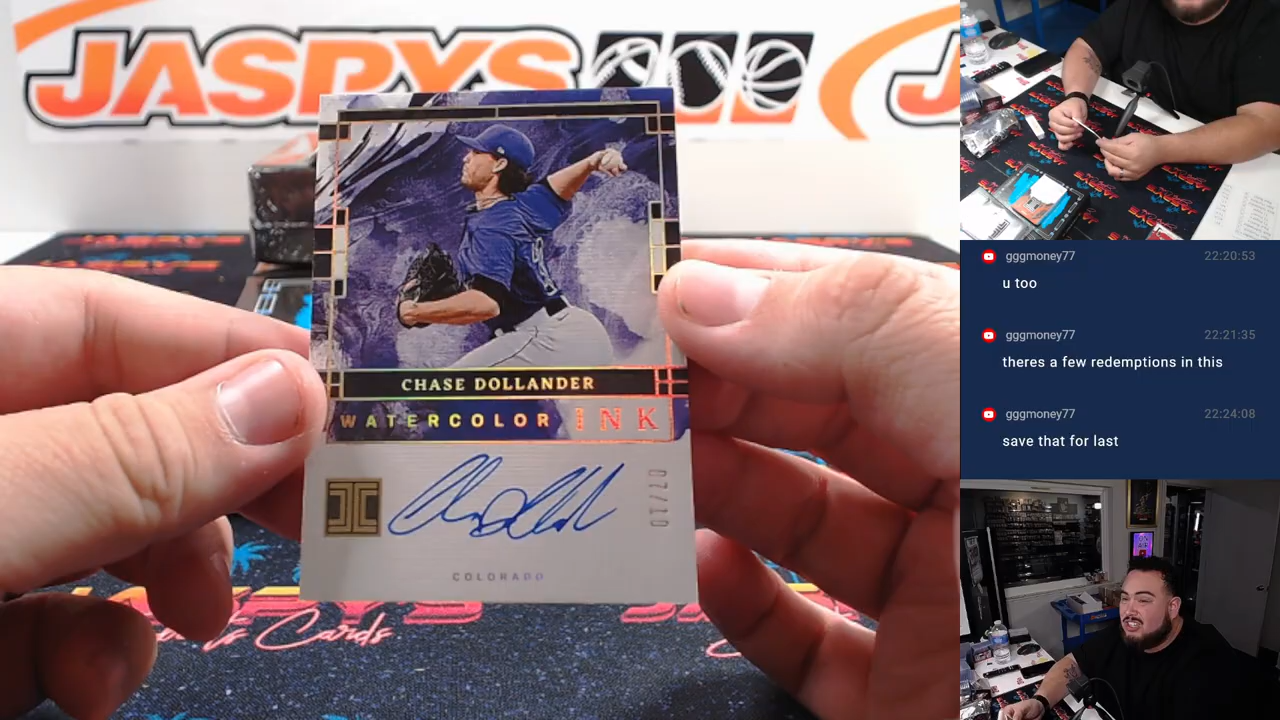 JASPYS
CHASE DOLLANDER
WATERCOLOR INK
07/10
COLORADO
gggmoney77 22:20:53
u too
gggmoney77 22:21:35
theres a few redemptions in this
gggmoney77 22:24:08
save that for last